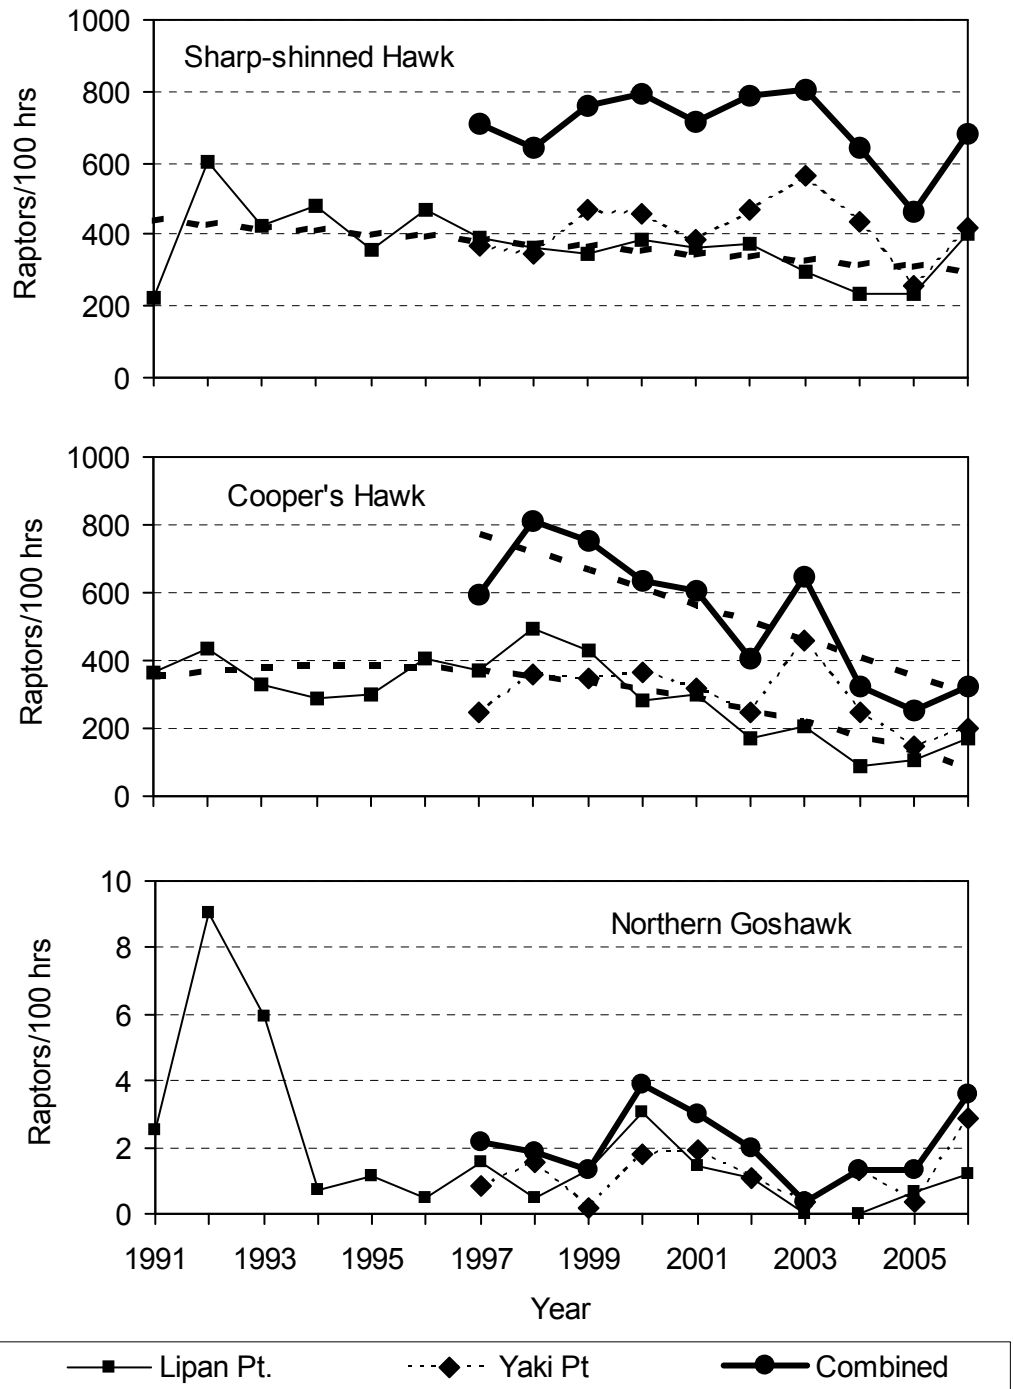 1000
Sharp-shinned Hawk
800
600
400
200
0
Raptors/100 hrs
1000
Cooper's Hawk
800
600
400
200
0
Raptors/100 hrs
10
Northern Goshawk
8
6
4
2
0
Raptors/100 hrs
1991 1993 1995 1997 1999 2001 2003 2005
Year
Lipan Pt. Yaki Pt Combined